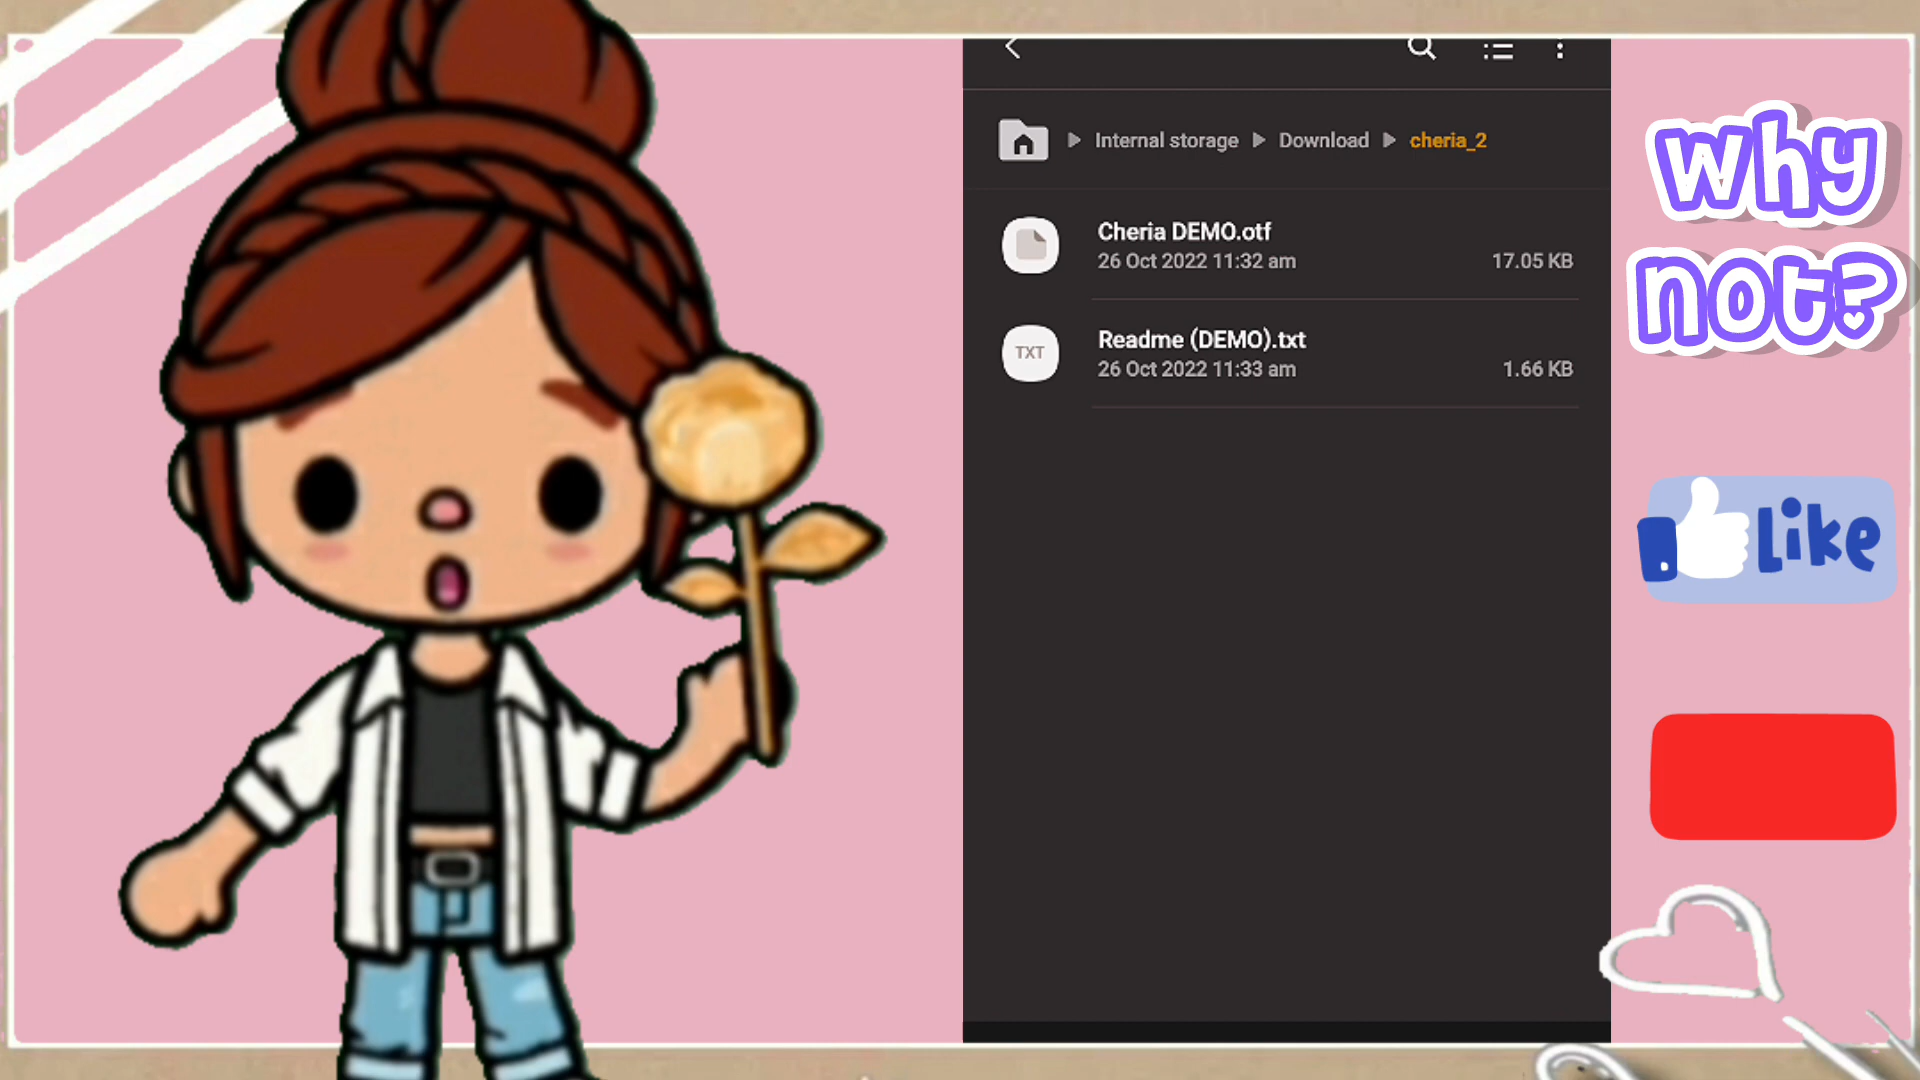 Internal storage Download cheria_2
Cheria DEMO.otf
26 Oct 2022 11:32 am 17.05 KB
TXT
Readme (DEMO).txt
26 Oct 2022 11:33 am 1.66 KB
why
not?
Like